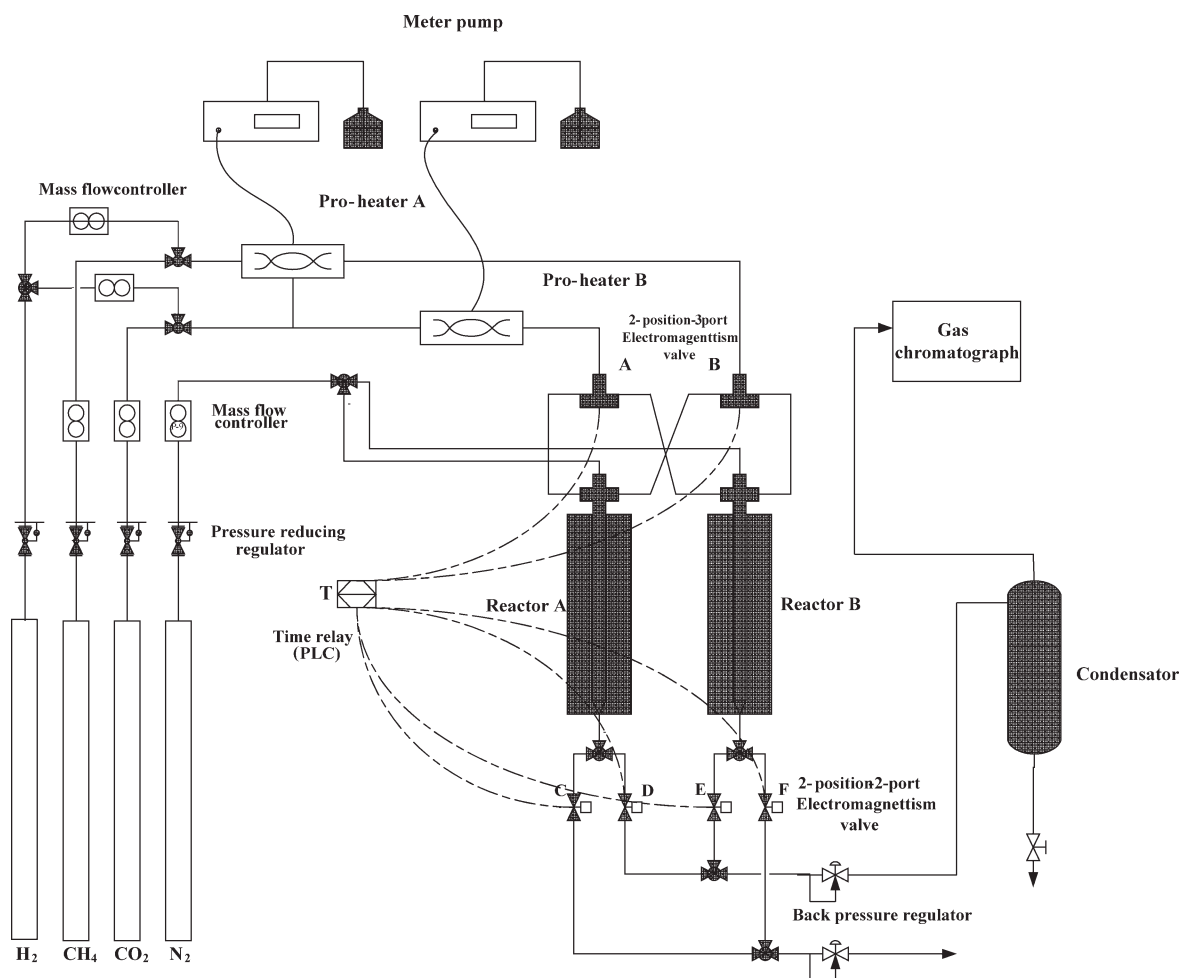 Meter pump
Mass flowcontroller
Pro-heater A
Pro-heater B
2-position-3port
Electromagenttism
valve
A
B
Gas
chromatograph
Mass flow
controller
Pressure reducing
regulator
T
Reactor A
Reactor B
Time relay
(PLC)
Condensator
C
D
E
F
2-position-2-port
Electromagnettism
valve
Back pressure regulator
H₂
CH₄
CO₂
N₂